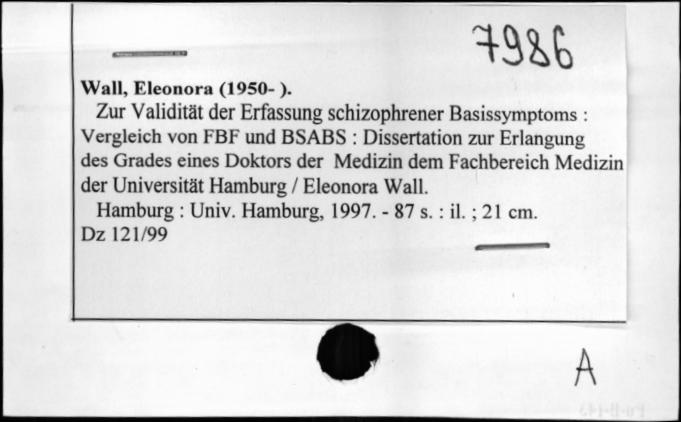 7986
Wall, Eleonora (1950- ).
Zur Validität der Erfassung schizophrener Basissymptoms :
Vergleich von FBF und BSABS : Dissertation zur Erlangung
des Grades eines Doktors der Medizin dem Fachbereich Medizin
der Universität Hamburg / Eleonora Wall.
Hamburg : Univ. Hamburg, 1997. - 87 s. : il. ; 21 cm.
Dz 121/99
A